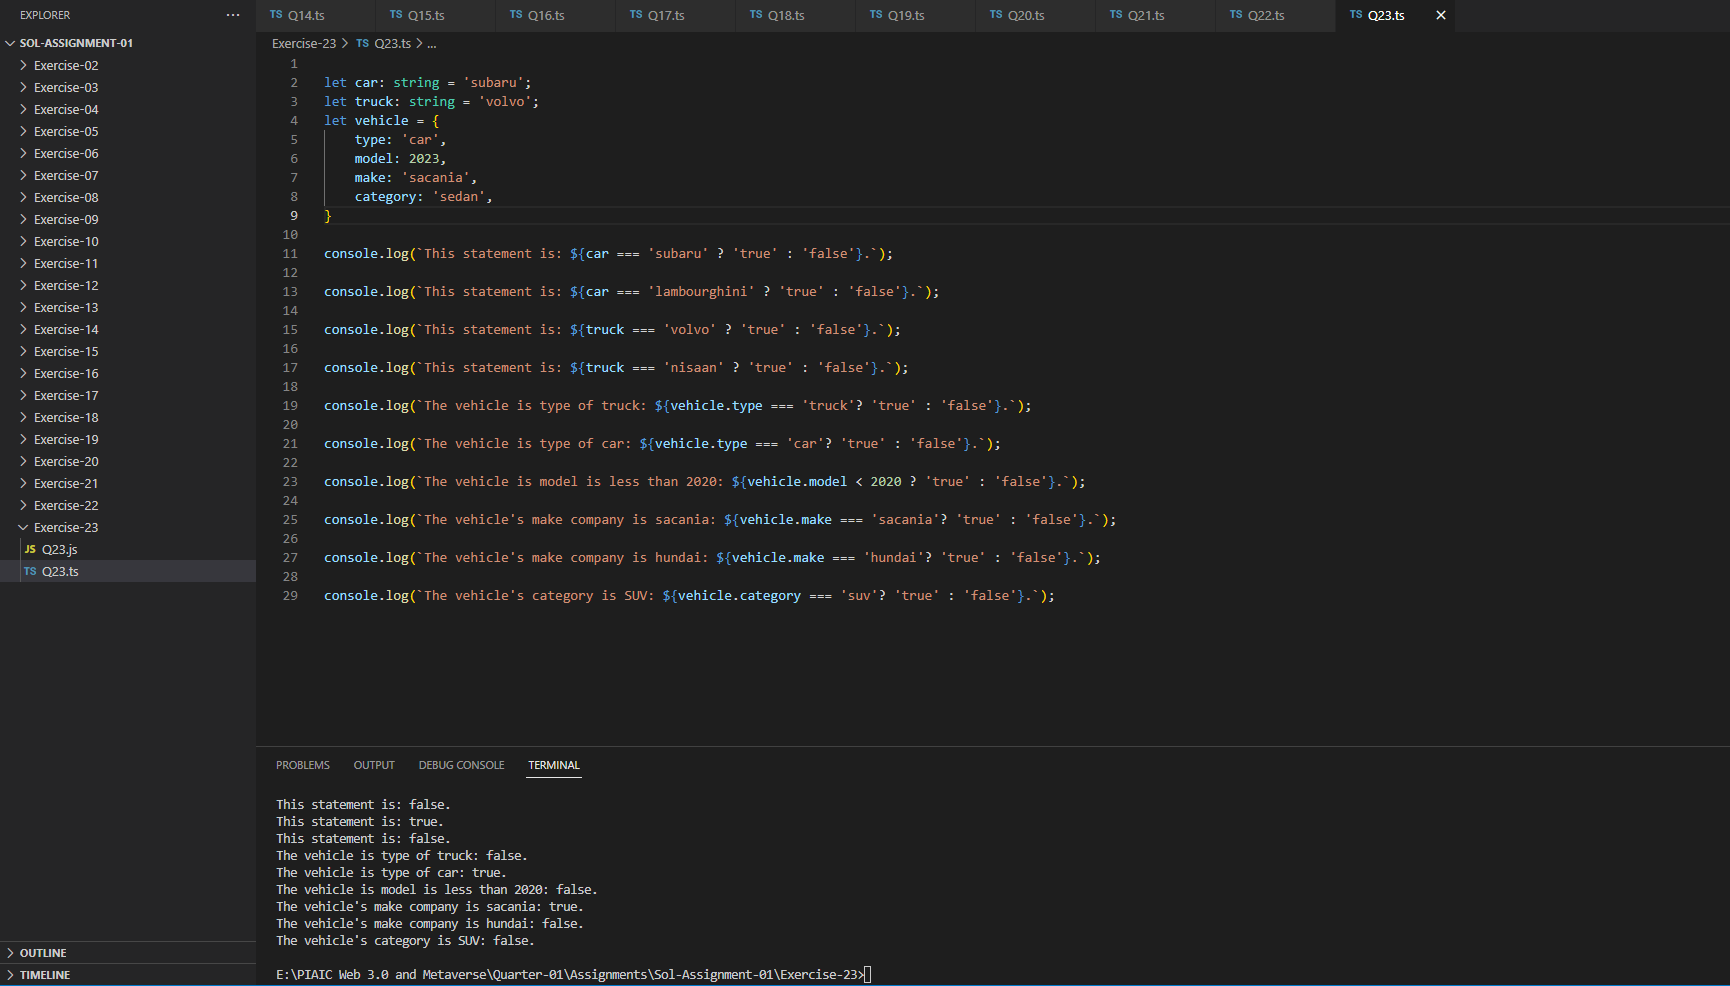 EXPLORER
SOL-ASSIGNMENT-01
Exercise-02
Exercise-03
Exercise-04
Exercise-05
Exercise-06
Exercise-07
Exercise-08
Exercise-09
Exercise-10
Exercise-11
Exercise-12
Exercise-13
Exercise-14
Exercise-15
Exercise-16
Exercise-17
Exercise-18
Exercise-19
Exercise-20
Exercise-21
Exercise-22
Exercise-23
JS Q23.js
TS Q23.ts
OUTLINE
TIMELINE
TS Q14.ts TS Q15.ts TS Q16.ts TS Q17.ts TS Q18.ts TS Q19.ts TS Q20.ts TS Q21.ts TS Q22.ts TS Q23.ts
Exercise-23 > TS Q23.ts > ...
1
2 let car: string = 'subaru';
3 let truck: string = 'volvo';
4 let vehicle = {
5 type: 'car',
6 model: 2023,
7 make: 'sacania',
8 category: 'sedan',
9 }
10
11 console.log(`This statement is: ${car === 'subaru' ? 'true' : 'false'}.`);
12
13 console.log(`This statement is: ${car === 'lambourghini' ? 'true' : 'false'}.`);
14
15 console.log(`This statement is: ${truck === 'volvo' ? 'true' : 'false'}.`);
16
17 console.log(`This statement is: ${truck === 'nisaan' ? 'true' : 'false'}.`);
18
19 console.log(`The vehicle is type of truck: ${vehicle.type === 'truck'? 'true' : 'false'}.`);
20
21 console.log(`The vehicle is type of car: ${vehicle.type === 'car'? 'true' : 'false'}.`);
22
23 console.log(`The vehicle is model is less than 2020: ${vehicle.model < 2020 ? 'true' : 'false'}.`);
24
25 console.log(`The vehicle's make company is sacania: ${vehicle.make === 'sacania'? 'true' : 'false'}.`);
26
27 console.log(`The vehicle's make company is hundai: ${vehicle.make === 'hundai'? 'true' : 'false'}.`);
28
29 console.log(`The vehicle's category is SUV: ${vehicle.category === 'suv'? 'true' : 'false'}.`);
PROBLEMS OUTPUT DEBUG CONSOLE TERMINAL
This statement is: false.
This statement is: true.
This statement is: false.
The vehicle is type of truck: false.
The vehicle is type of car: true.
The vehicle is model is less than 2020: false.
The vehicle's make company is sacania: true.
The vehicle's make company is hundai: false.
The vehicle's category is SUV: false.
E:\PIAIC Web 3.0 and Metaverse\Quarter-01\Assignments\Sol-Assignment-01\Exercise-23>